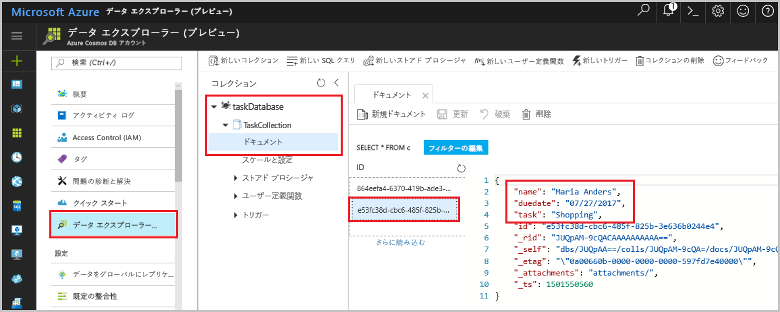 Microsoft Azure
データ エクスプローラー (プレビュー)
1
データ エクスプローラー (プレビュー)
Azure Cosmos DB アカウント
検索 (Ctrl+/)
概要
アクティビティ ログ
Access Control (IAM)
タグ
問題の診断と解決
クイック スタート
データ エクスプローラー...
設定
データをグローバルにレプリケ...
既定の整合性
新しいコレクション
新しい SQL クエリ
新しいストアド プロシージャ
新しいユーザー定義関数
新しいトリガー
コレクションの削除
フィードバック
コレクション
taskDatabase
TaskCollection
ドキュメント
スケールと設定
ストアド プロシージャ
ユーザー定義関数
トリガー
ドキュメント
新規ドキュメント
更新
破棄
削除
SELECT * FROM c
フィルターの編集
ID
864eefa4-6370-419b-ade3-...
e53fc38d-cbc6-485f-825b-...
さらに読み込む
1 {
2 "name": "Maria Anders",
3 "duedate": "07/27/2017",
4 "task": "Shopping",
5 "id": "e53fc38d-cbc6-485f-825b-3e636b0244e4",
6 "_rid": "JUQpAM-9cQACAAAAAAAAAA==",
7 "_self": "dbs/JUQpAA==/colls/JUQpAM-9cQA=/docs/JUQpAM-9cQ
8 "_etag": "\"0a00660b-0000-0000-0000-597fd7e40000\"",
9 "_attachments": "attachments/",
10 "_ts": 1501550560
11 }